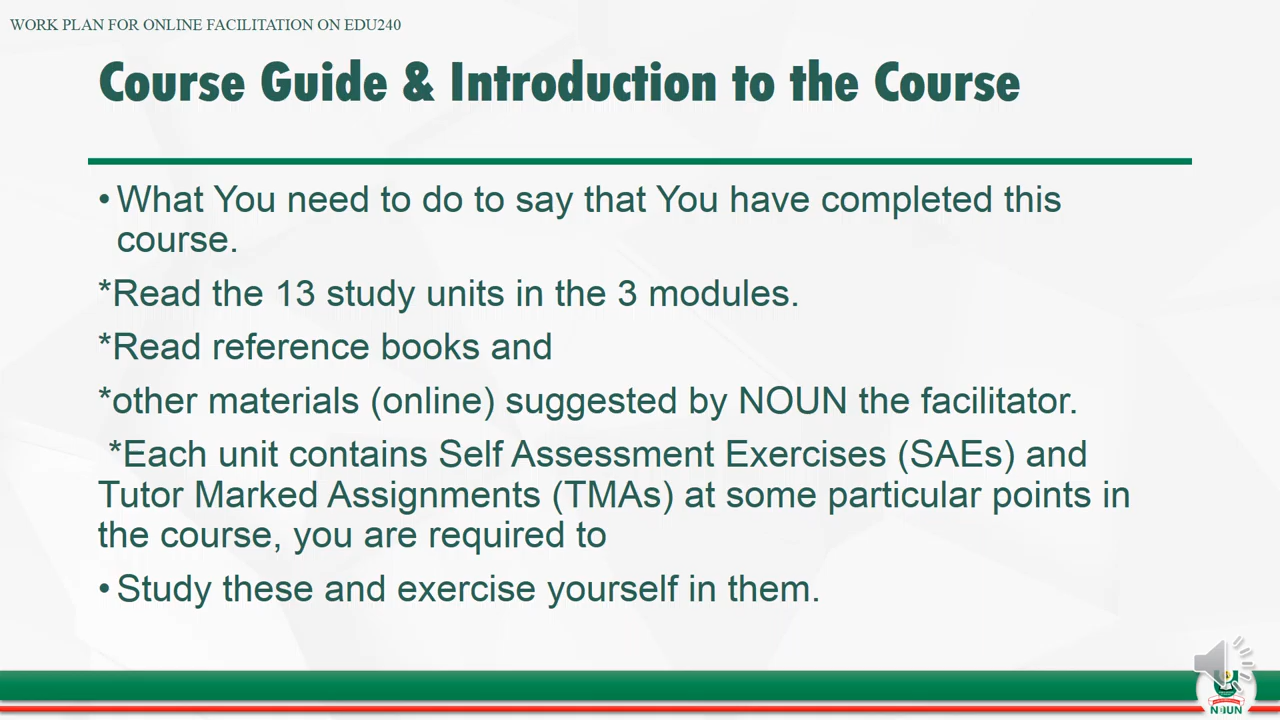 WORK PLAN FOR ONLINE FACILITATION ON EDU240
Course Guide & Introduction to the Course
• What You need to do to say that You have completed this
course.
*Read the 13 study units in the 3 modules.
*Read reference books and
*other materials (online) suggested by NOUN the facilitator.
*Each unit contains Self Assessment Exercises (SAEs) and
Tutor Marked Assignments (TMAs) at some particular points in
the course, you are required to
• Study these and exercise yourself in them.
NOUN